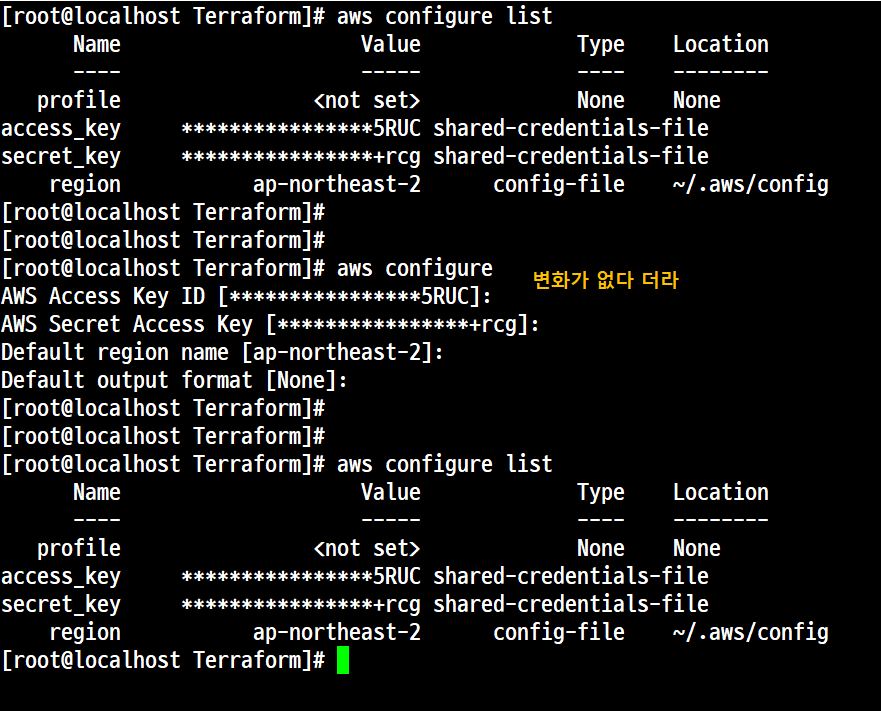 [root@localhost Terraform]# aws configure list
      Name                    Value             Type    Location
      ----                    -----             ----    --------
   profile                <not set>             None    None
access_key     ****************5RUC shared-credentials-file
secret_key     ****************+rcg shared-credentials-file
    region           ap-northeast-2      config-file    ~/.aws/config
[root@localhost Terraform]#
[root@localhost Terraform]#
[root@localhost Terraform]# aws configure
변화가 없다 더라
AWS Access Key ID [****************5RUC]:
AWS Secret Access Key [****************+rcg]:
Default region name [ap-northeast-2]:
Default output format [None]:
[root@localhost Terraform]#
[root@localhost Terraform]#
[root@localhost Terraform]# aws configure list
      Name                    Value             Type    Location
      ----                    -----             ----    --------
   profile                <not set>             None    None
access_key     ****************5RUC shared-credentials-file
secret_key     ****************+rcg shared-credentials-file
    region           ap-northeast-2      config-file    ~/.aws/config
[root@localhost Terraform]#